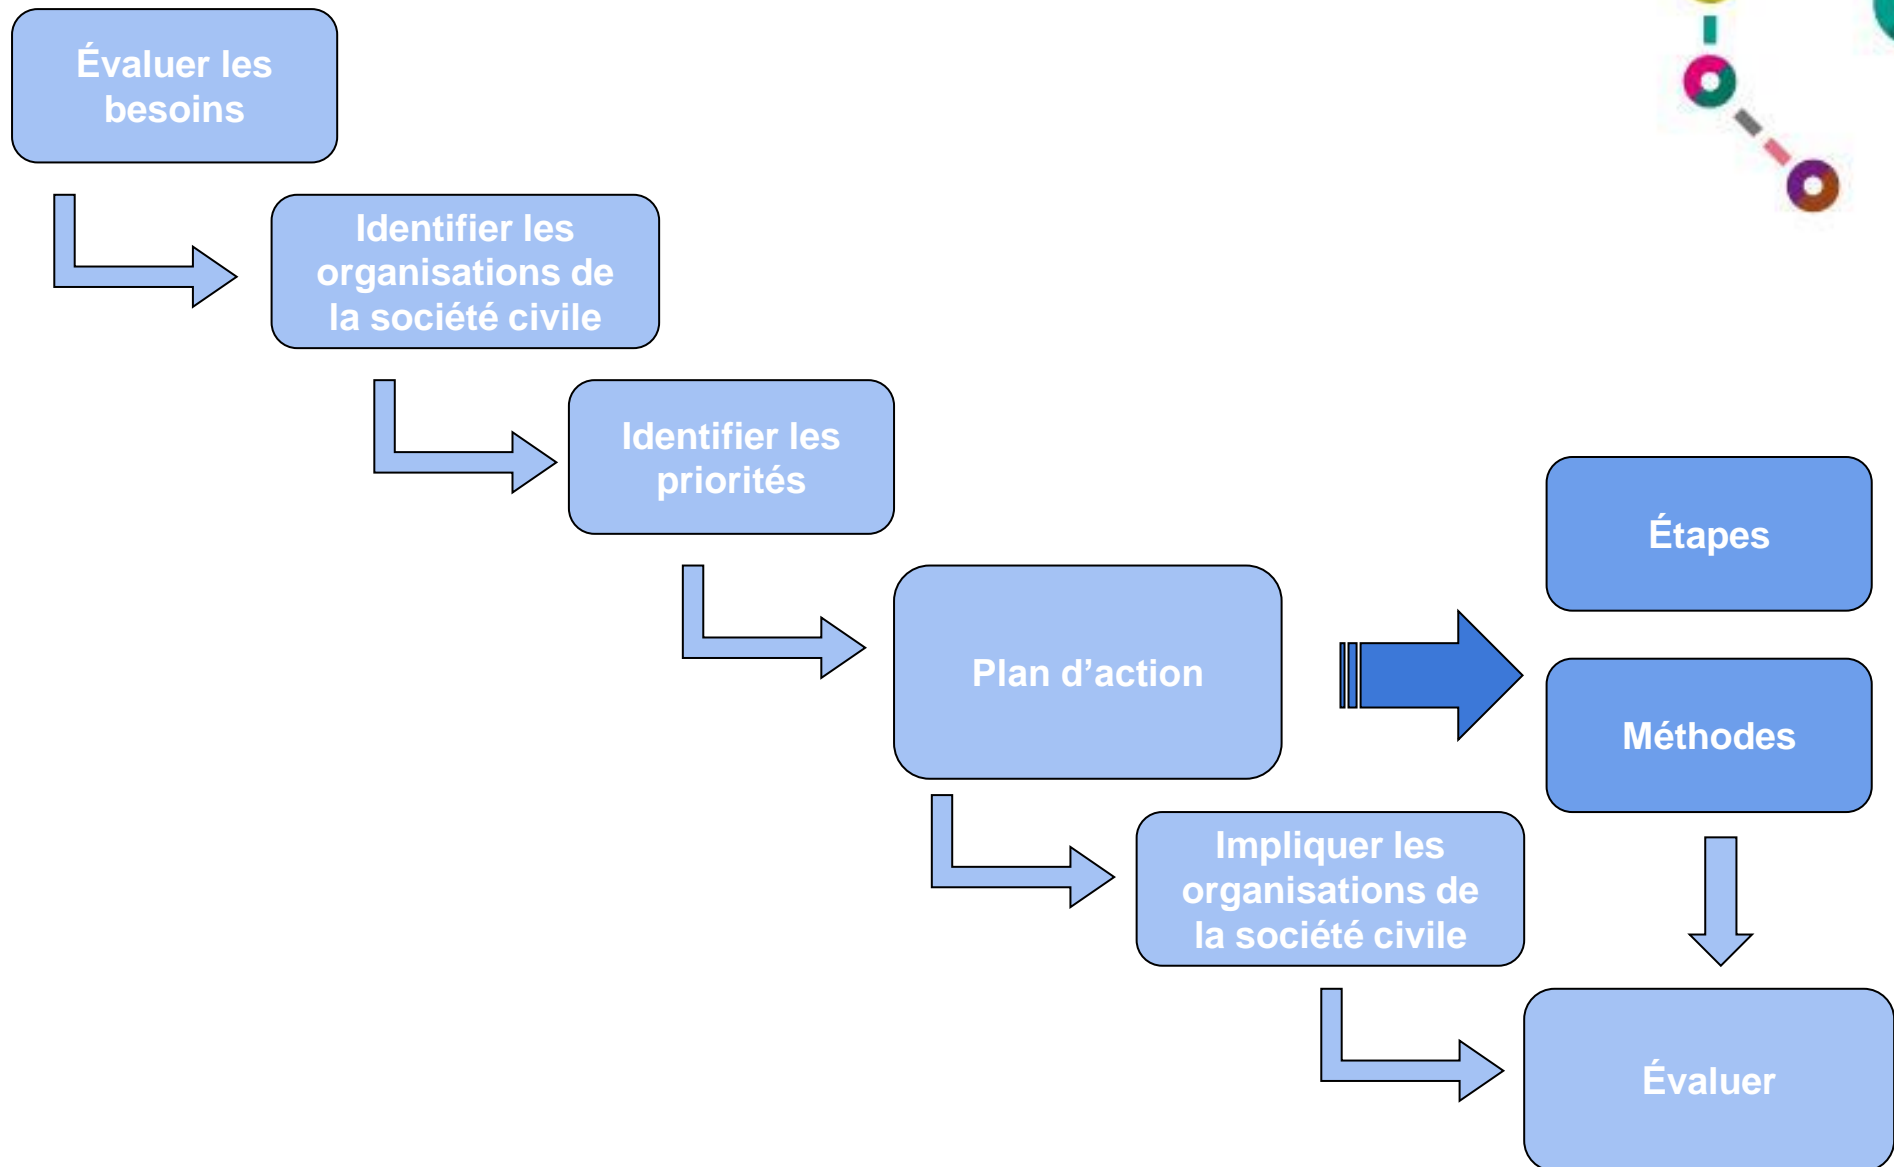 Évaluer les
besoins
Identifier les
organisations de
la société civile
Identifier les
priorités
Plan d’action
Étapes
Méthodes
Impliquer les
organisations de
la société civile
Évaluer